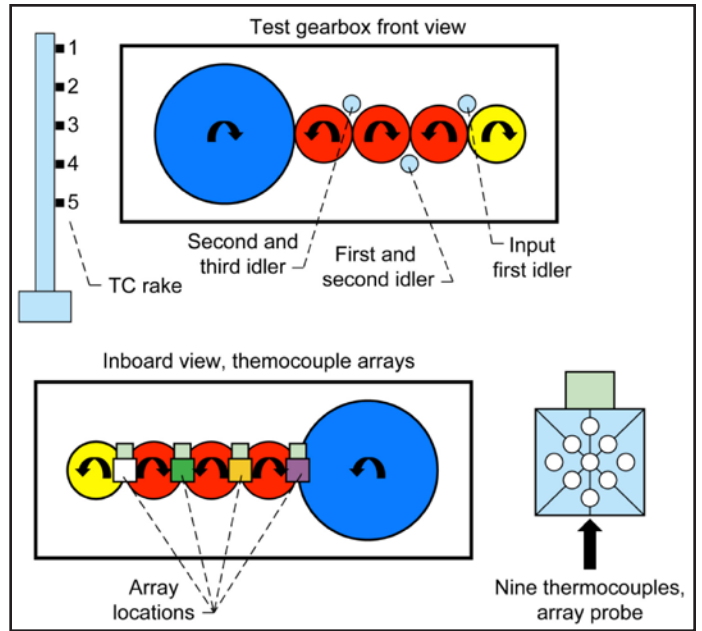 Test gearbox front view
1
2
3
4
5
TC rake
Second and
third idler
First and
second idler
Input
first idler
Inboard view, themocouple arrays
Array
locations
Nine thermocouples,
array probe